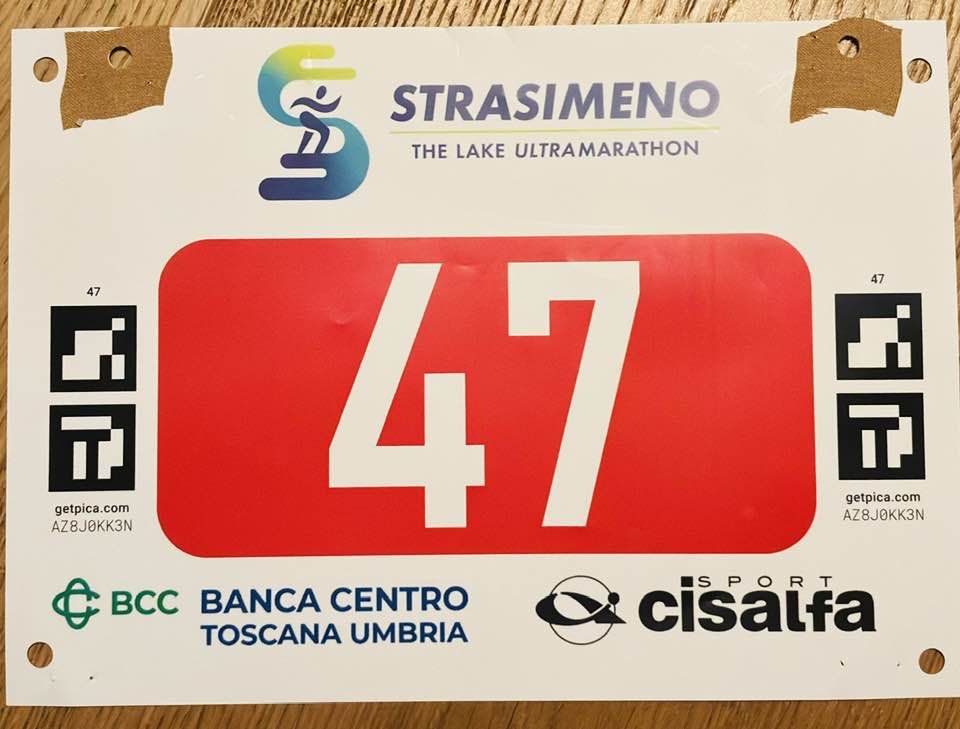 STRASIMENO
THE LAKE ULTRAMARATHON
47
47
47
getpica.com
AZ8J0KK3N
getpica.com
AZ8J0KK3N
BCC BANCA CENTRO
TOSCANA UMBRIA
SPORT
cisalfa